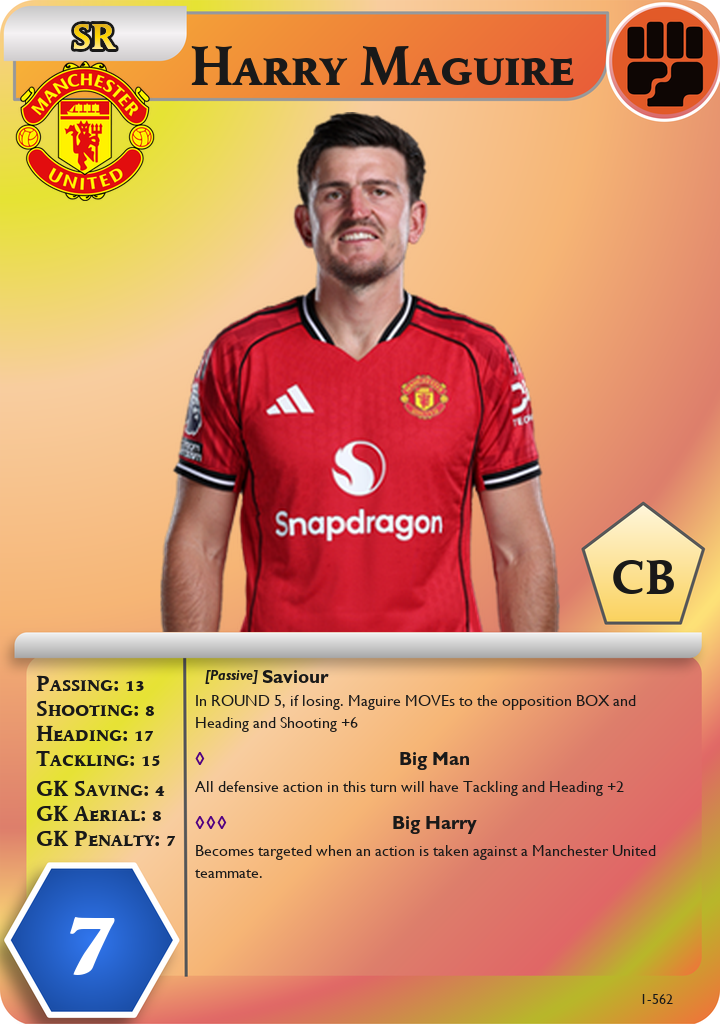 SR
HARRY MAGUIRE
MANCHESTER
UNITED
Snapdragon
CB
PASSING: 13
SHOOTING: 8
HEADING: 17
TACKLING: 15
GK SAVING: 4
GK AERIAL: 8
GK PENALTY: 7
7
[Passive] Saviour
In ROUND 5, if losing. Maguire MOVEs to the opposition BOX and
Heading and Shooting +6
◊ Big Man
All defensive action in this turn will have Tackling and Heading +2
◊◊◊ Big Harry
Becomes targeted when an action is taken against a Manchester United
teammate.
1-562